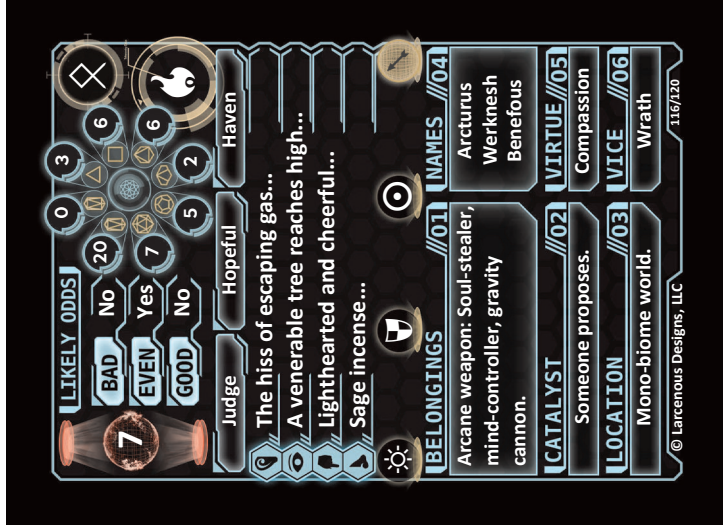 LIKELY ODDS
7
BAD No
EVEN Yes
GOOD No
20
0
3
6
6
2
5
7
Judge
Hopeful
Haven
The hiss of escaping gas...
A venerable tree reaches high...
Lighthearted and cheerful...
Sage incense...
BELONGINGS //01
Arcane weapon: Soul-stealer,
mind-controller, gravity
cannon.
CATALYST //02
Someone proposes.
LOCATION //03
Mono-biome world.
NAMES //04
Arcturus
Werknesh
Benefous
VIRTUE //05
Compassion
VICE //06
Wrath
© Larcenous Designs, LLC
116/120